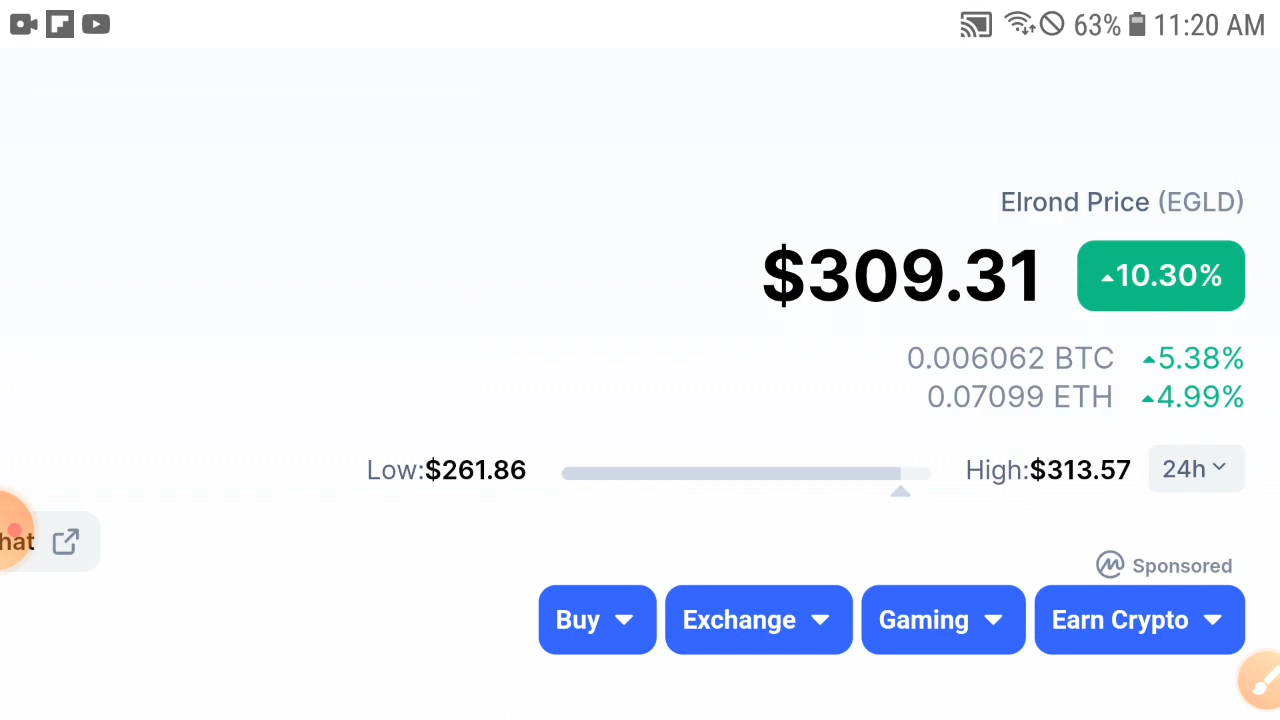 63% 11:20 AM
Elrond Price (EGLD)
$309.31 10.30%
0.006062 BTC 5.38%
0.07099 ETH 4.99%
Low:$261.86 High:$313.57 24h
hat
Sponsored
Buy Exchange Gaming Earn Crypto